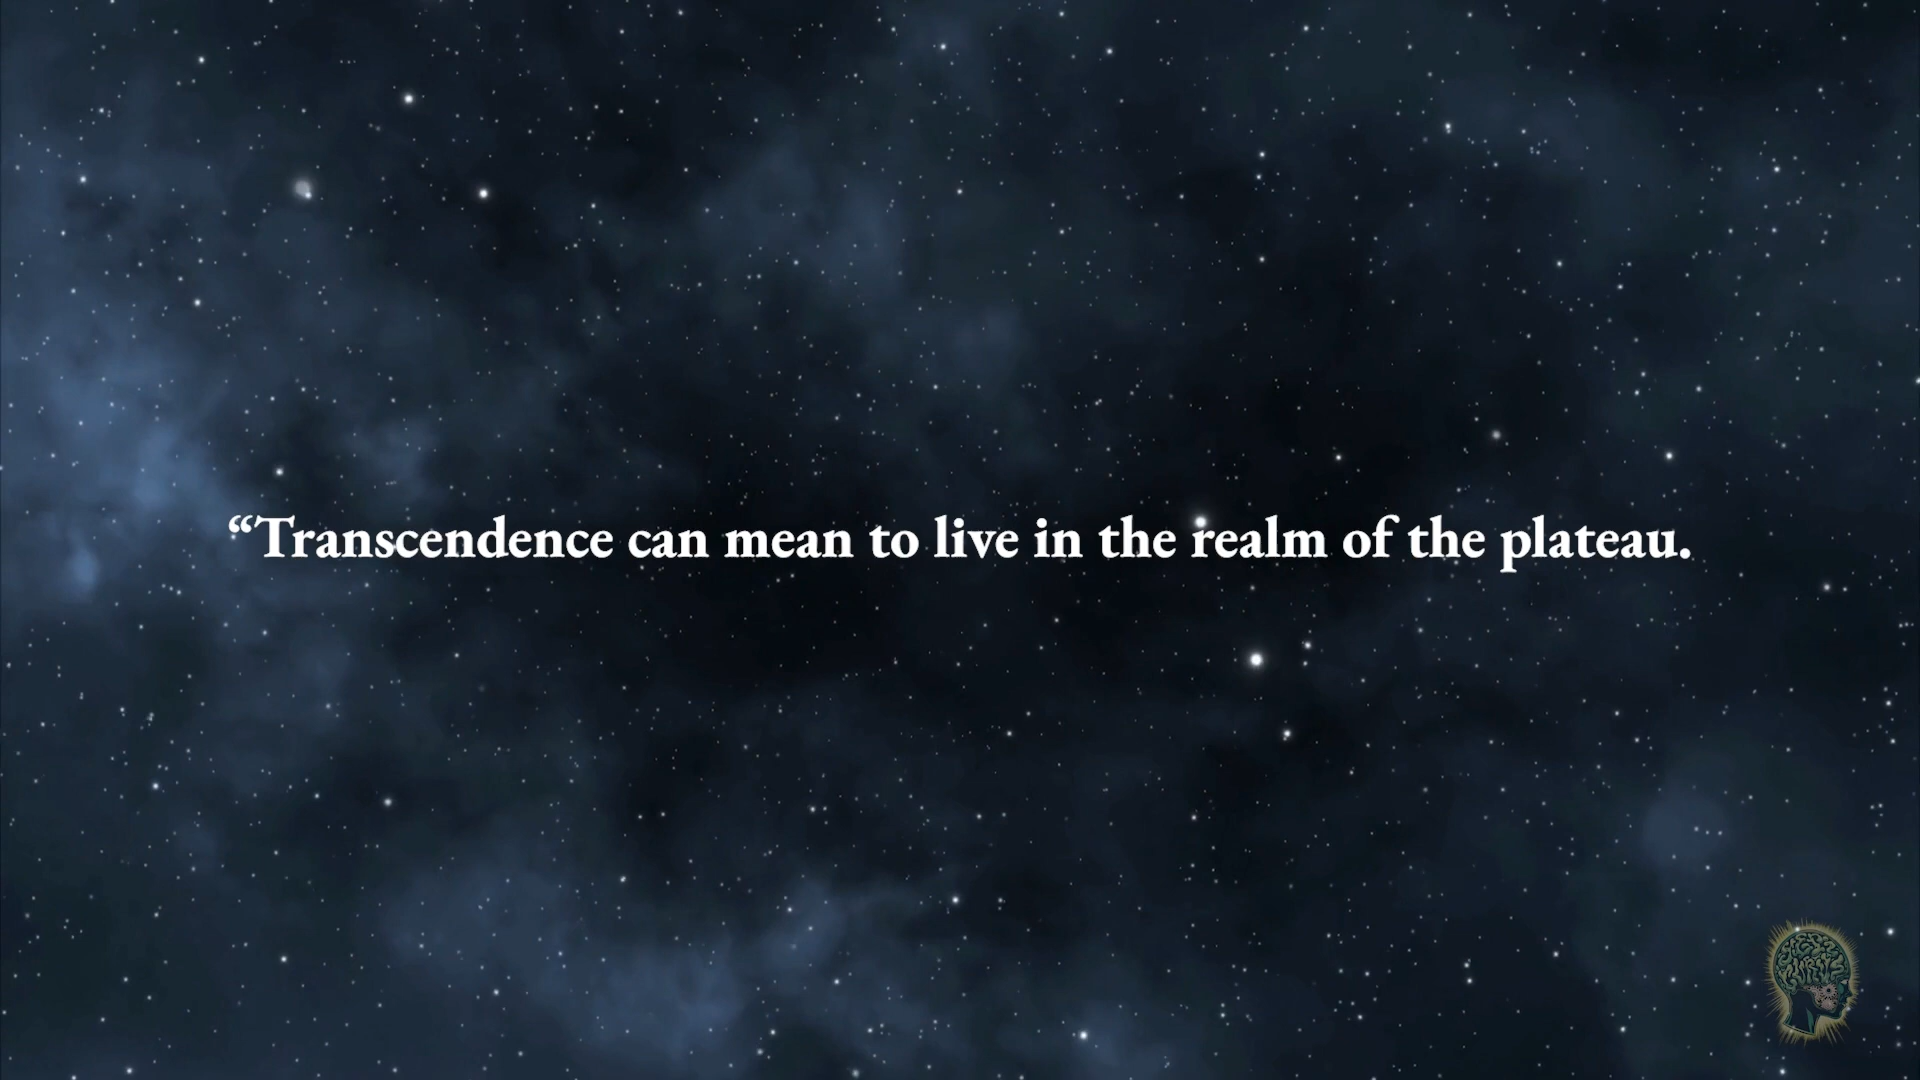 “Transcendence can mean to live in the realm of the plateau.